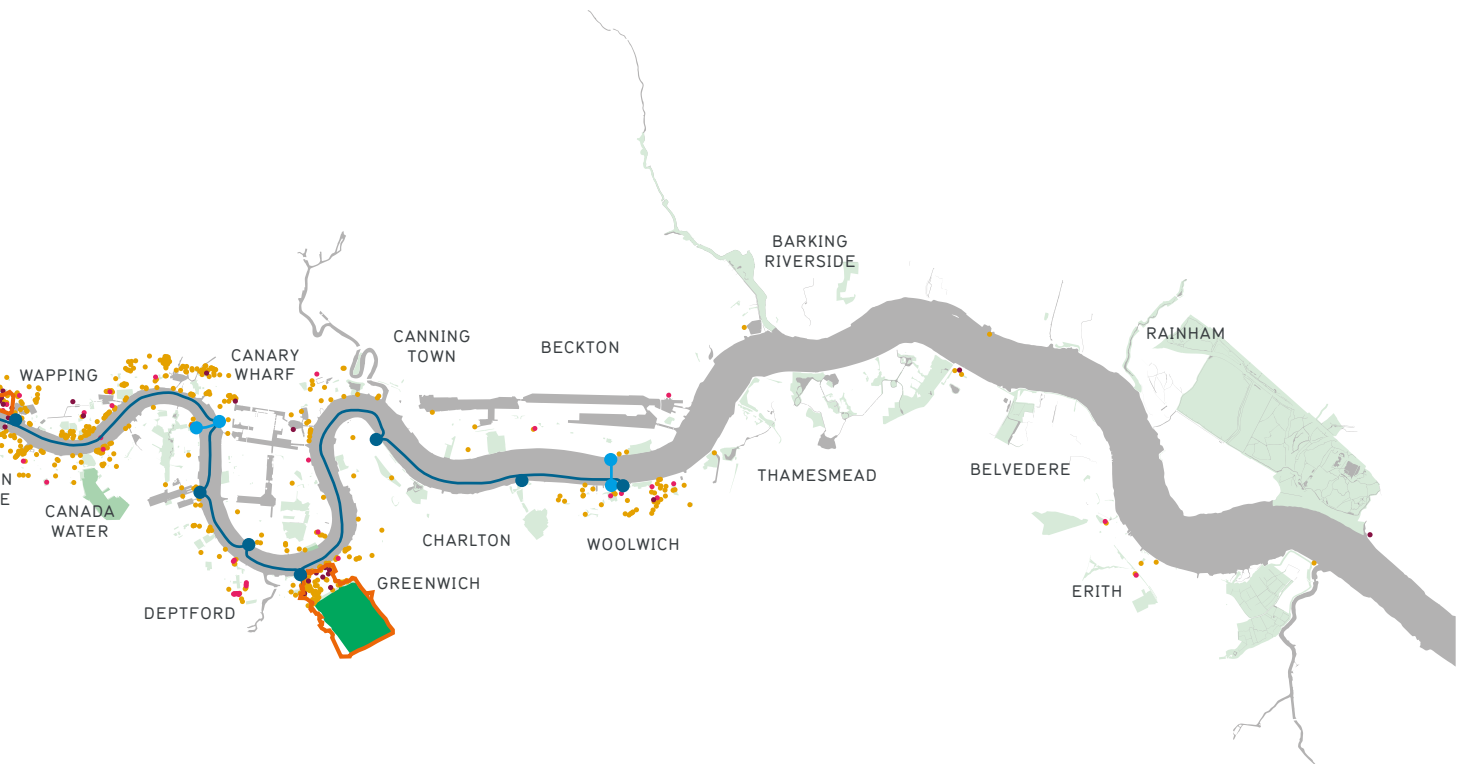 BARKING
RIVERSIDE
RAINHAM
CANNING
TOWN
BECKTON
CANARY
WHARF
WAPPING
THAMESMEAD
BELVEDERE
N
E
CANADA
WATER
CHARLTON
WOOLWICH
GREENWICH
ERITH
DEPTFORD